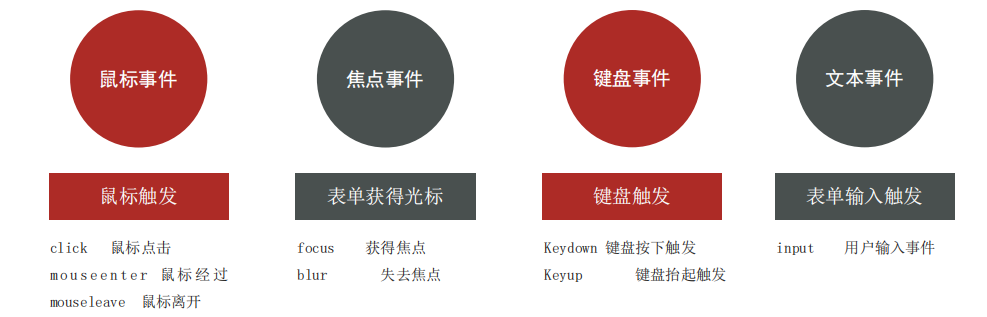 鼠标事件
鼠标触发
click 鼠标点击
mouseenter 鼠标经过
mouseleave 鼠标离开
焦点事件
表单获得光标
focus 获得焦点
blur 失去焦点
键盘事件
键盘触发
Keydown 键盘按下触发
Keyup 键盘抬起触发
文本事件
表单输入触发
input 用户输入事件